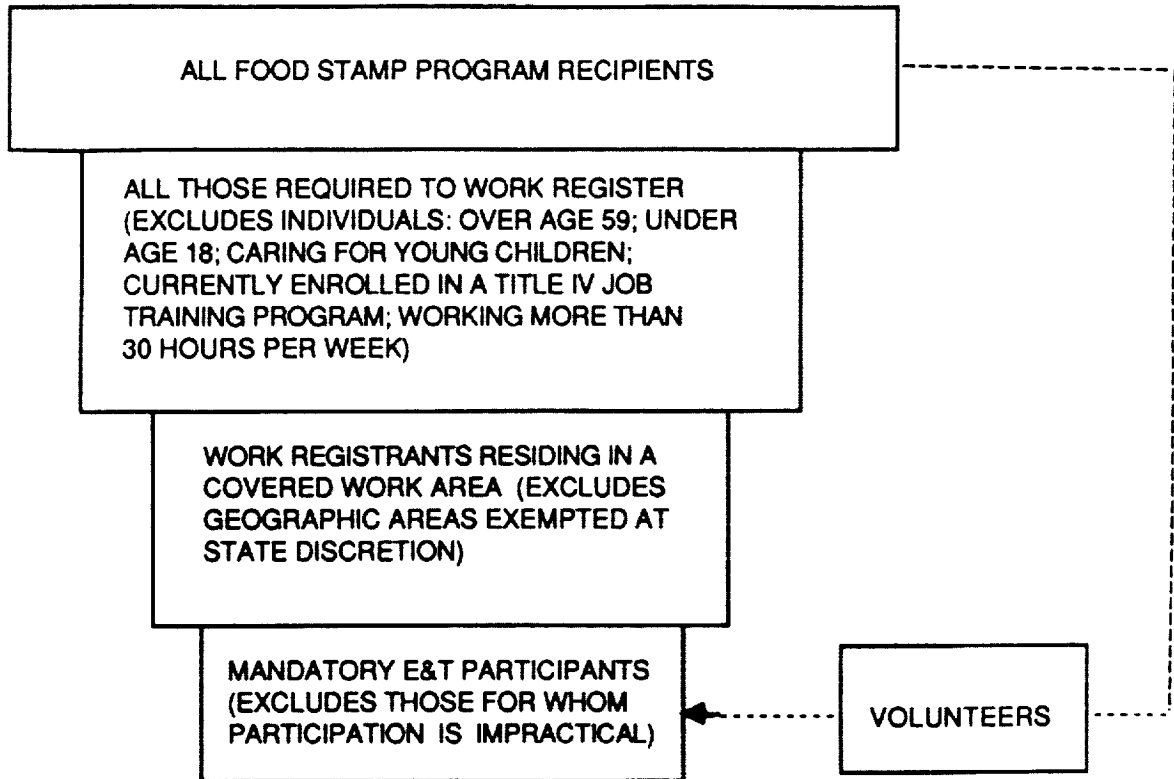 ALL FOOD STAMP PROGRAM RECIPIENTS
ALL THOSE REQUIRED TO WORK REGISTER
(EXCLUDES INDIVIDUALS: OVER AGE 59; UNDER
AGE 18; CARING FOR YOUNG CHILDREN;
CURRENTLY ENROLLED IN A TITLE IV JOB
TRAINING PROGRAM; WORKING MORE THAN
30 HOURS PER WEEK)
WORK REGISTRANTS RESIDING IN A
COVERED WORK AREA (EXCLUDES
GEOGRAPHIC AREAS EXEMPTED AT
STATE DISCRETION)
MANDATORY E&T PARTICIPANTS
(EXCLUDES THOSE FOR WHOM
PARTICIPATION IS IMPRACTICAL)
VOLUNTEERS